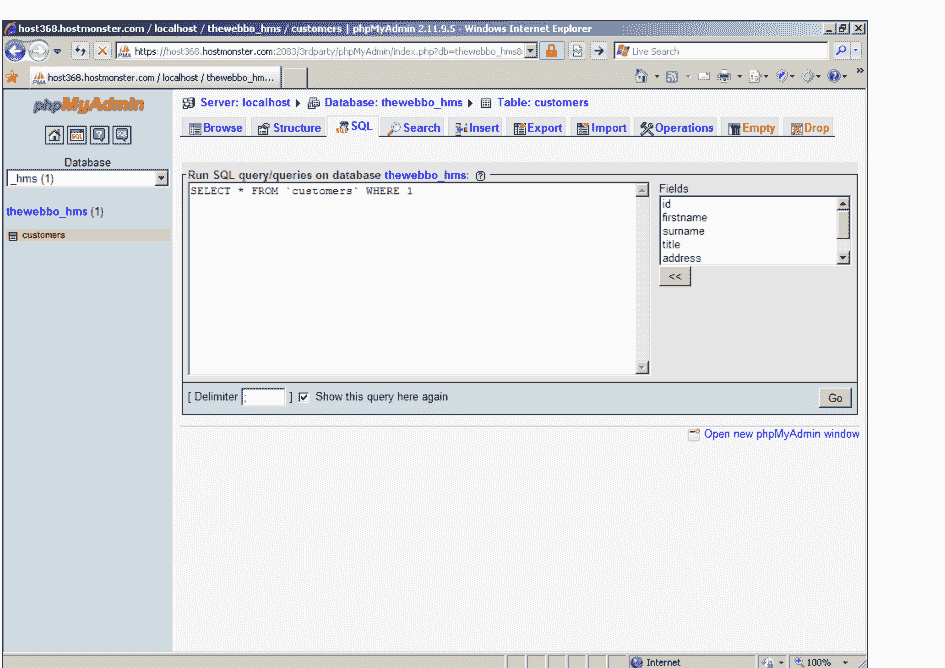 host368.hostmonster.com / localhost / thewebbo_hms / customers | phpMyAdmin 2.11.9.5 - Windows Internet Explorer
https://host368.hostmonster.com:2083/3rdparty/phpMyAdmin/index.php?db=thewebbo_hms&
Live Search
host368.hostmonster.com / localhost / thewebbo_hm...
phpMyAdmin
Server: localhost Database: thewebbo_hms Table: customers
Browse Structure SQL Search Insert Export Import Operations Empty Drop
SQL
Database
_hms (1)
thewebbo_hms (1)
customers
Run SQL query/queries on database thewebbo_hms:
SELECT * FROM `customers` WHERE 1
Fields
id
firstname
surname
title
address
<<
[ Delimiter ; ] Show this query here again
Go
Open new phpMyAdmin window
Internet
100%